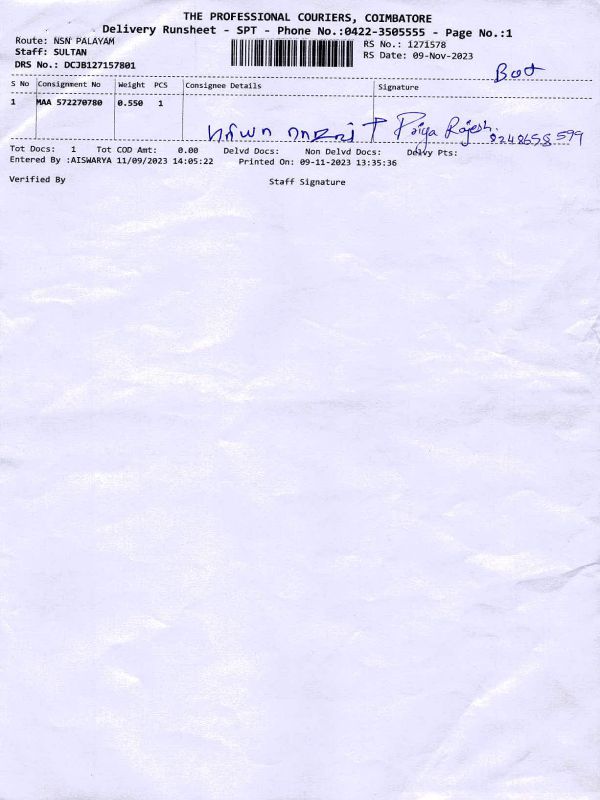 THE PROFESSIONAL COURIERS, COIMBATORE
Delivery Runsheet - SPT - Phone No.:0422-3505555 - Page No.:1
Route: NSN PALAYAM
RS No.: 1271578
Staff: SULTAN
RS Date: 09-Nov-2023
DRS No.: DCJB127157801
S No Consignment No Weight PCS Consignee Details Signature
1 MAA 572270780 0.550 1
Priya Rajesh
8248658599
Tot Docs: 1 Tot COD Amt: 0.00 Delvd Docs: Non Delvd Docs: Delvy Pts:
Entered By :AISWARYA 11/09/2023 14:05:22 Printed On: 09-11-2023 13:35:36
Verified By Staff Signature